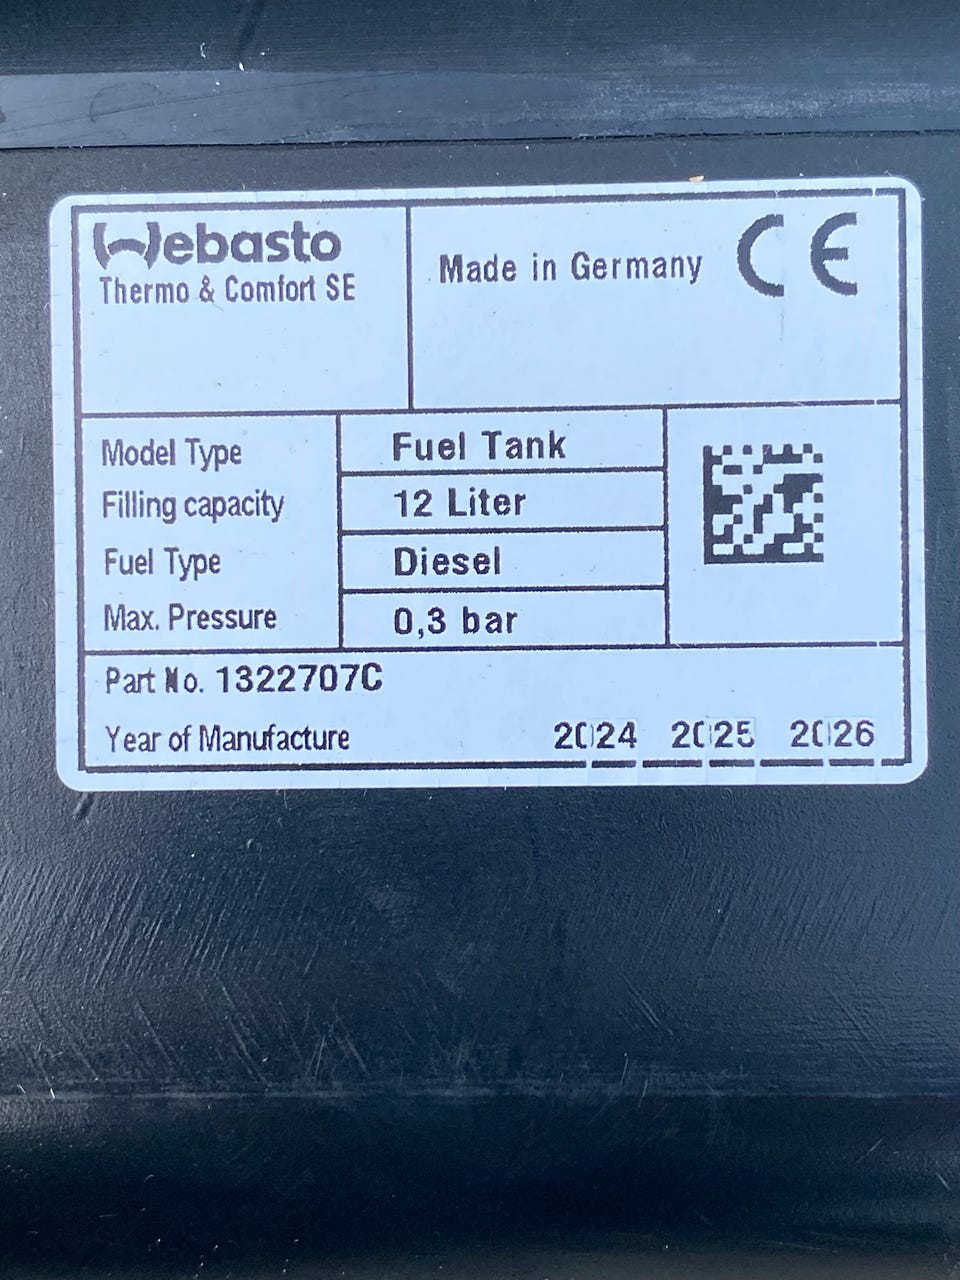 Webasto
Thermo & Comfort SE
Made in Germany CE
Model Type Fuel Tank
Filling capacity 12 Liter
Fuel Type Diesel
Max. Pressure 0,3 bar
Part No. 1322707C
Year of Manufacture 2024 2025 2026